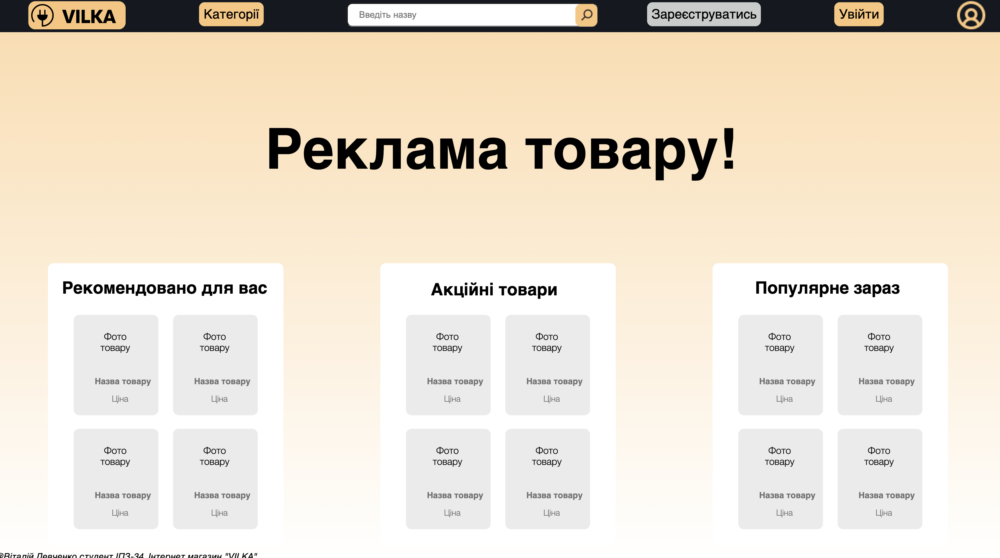 VILKA
Категорії
Введіть назву
Зареєструватись
Увійти
Реклама товару!
Рекомендовано для вас
Фото
товару
Назва товару
Ціна
Фото
товару
Назва товару
Ціна
Фото
товару
Назва товару
Ціна
Фото
товару
Назва товару
Ціна
Акційні товари
Фото
товару
Назва товару
Ціна
Фото
товару
Назва товару
Ціна
Фото
товару
Назва товару
Ціна
Фото
товару
Назва товару
Ціна
Популярне зараз
Фото
товару
Назва товару
Ціна
Фото
товару
Назва товару
Ціна
Фото
товару
Назва товару
Ціна
Фото
товару
Назва товару
Ціна
@Віталій Левченко студент ІПЗ-34. Інтернет магазин "VILKA"